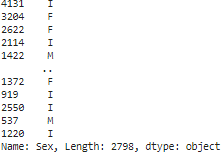 4131    I
3204    F
2622    F
2114    I
1422    M
..
1372    F
919     I
2550    I
537     M
1220    I
Name: Sex, Length: 2798, dtype: object